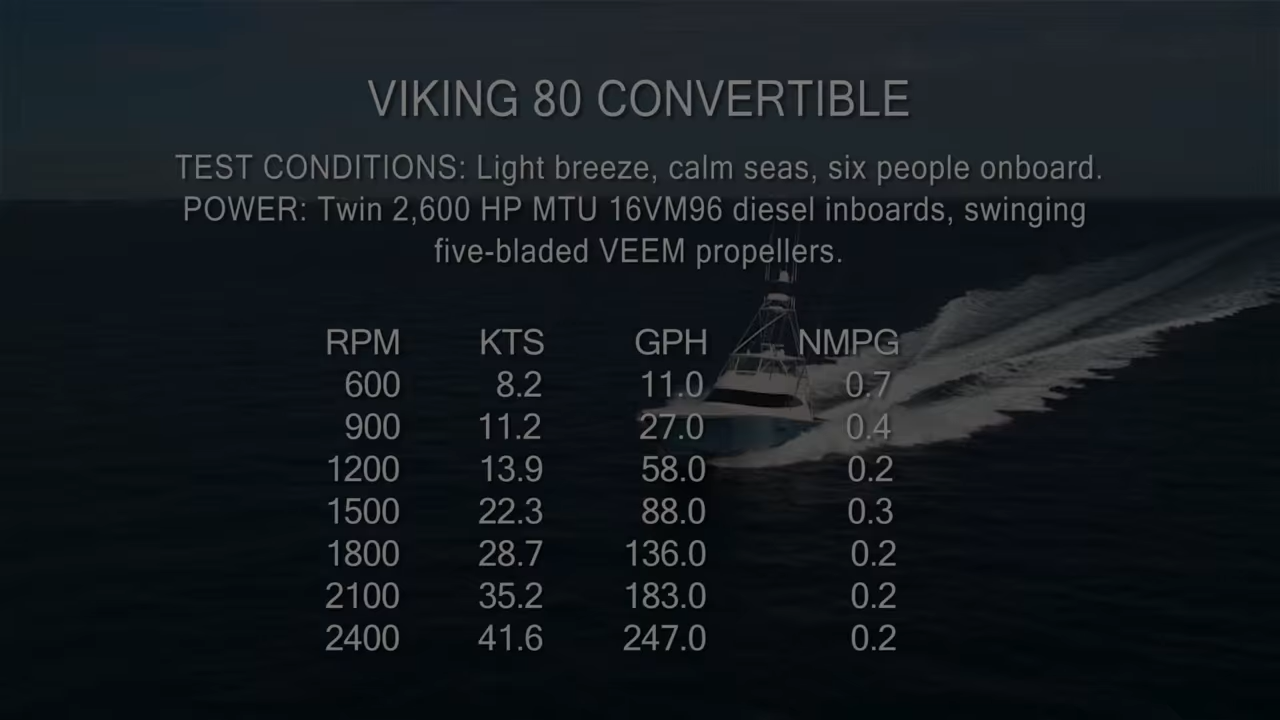 VIKING 80 CONVERTIBLE
TEST CONDITIONS: Light breeze, calm seas, six people onboard.
POWER: Twin 2,600 HP MTU 16VM96 diesel inboards, swinging
five-bladed VEEM propellers.
RPM KTS GPH NMPG
600 8.2 11.0 0.7
900 11.2 27.0 0.4
1200 13.9 58.0 0.2
1500 22.3 88.0 0.3
1800 28.7 136.0 0.2
2100 35.2 183.0 0.2
2400 41.6 247.0 0.2